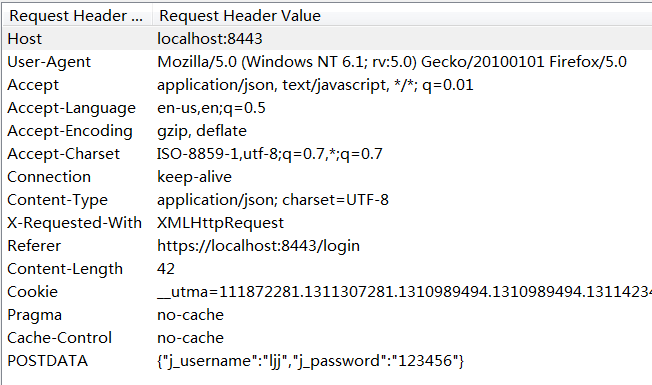 Request Header ... Request Header Value
Host localhost:8443
User-Agent Mozilla/5.0 (Windows NT 6.1; rv:5.0) Gecko/20100101 Firefox/5.0
Accept application/json, text/javascript, */*; q=0.01
Accept-Language en-us,en;q=0.5
Accept-Encoding gzip, deflate
Accept-Charset ISO-8859-1,utf-8;q=0.7,*;q=0.7
Connection keep-alive
Content-Type application/json; charset=UTF-8
X-Requested-With XMLHttpRequest
Referer https://localhost:8443/login
Content-Length 42
Cookie __utma=111872281.1311307281.1310989494.1310989494.13114234
Pragma no-cache
Cache-Control no-cache
POSTDATA {"j_username":"ljj","j_password":"123456"}